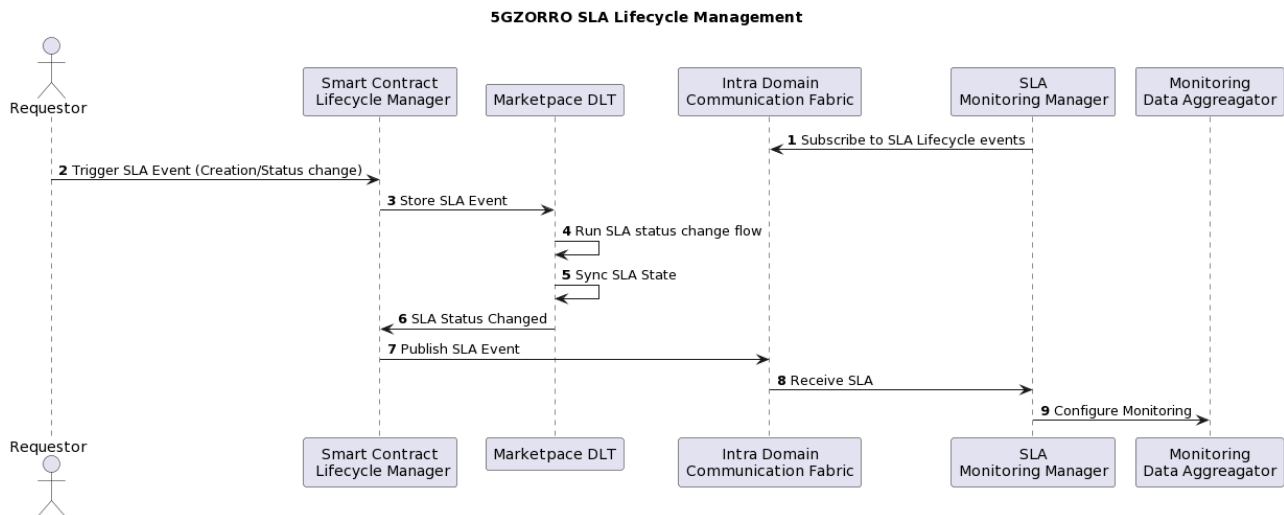 5GZORRO SLA Lifecycle Management
Requestor
Smart Contract
Lifecycle Manager
Marketpace DLT
Intra Domain
Communication Fabric
SLA
Monitoring Manager
Monitoring
Data Aggreagator
1 Subscribe to SLA Lifecycle events
2 Trigger SLA Event (Creation/Status change)
3 Store SLA Event
4 Run SLA status change flow
5 Sync SLA State
6 SLA Status Changed
7 Publish SLA Event
8 Receive SLA
9 Configure Monitoring
Requestor
Smart Contract
Lifecycle Manager
Marketpace DLT
Intra Domain
Communication Fabric
SLA
Monitoring Manager
Monitoring
Data Aggreagator